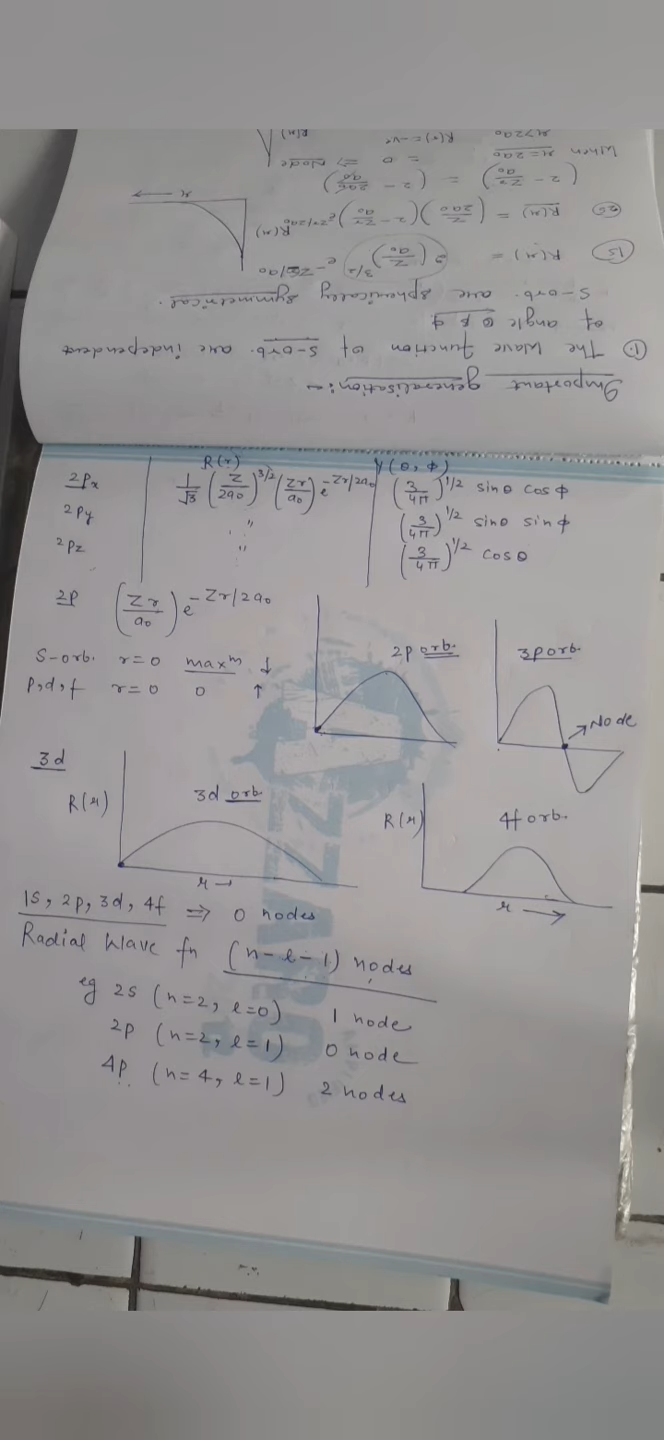 Important generalisation:-
① The wave function of s-orb. are independent
of angle θ & φ
s-orb. are spherically symmetrical.
(1S) R(r) = 2 (Z/a₀)^3/2 e^-Zr/a₀
(2S) R(r) = (Z/2a₀)(2 - Zr/a₀) e^-Zr/2a₀ R(r)
r
(2 - Zr/a₀) = (2 - 2a₀/a₀)
When r = 2a₀ = 0 ⇒ Node
r > 2a₀ R(r) = -ve R(r)
R(r) Y(θ, φ)
2Px 1/√3 (Z/2a₀)^3/2 (Zr/a₀) e^-Zr/2a₀ (3/4π)^1/2 sinθ cosφ
2Py " (3/4π)^1/2 sinθ sinφ
2Pz " (3/4π)^1/2 cosθ
2P (Zr/a₀) e^-Zr/2a₀
S-orb. r=0 maxᵐ ↓
P,d,f r=0 0 ↑
2p orb.
3p orb.
Node
3d
R(r) 3d orb.
r →
R(r) 4f orb.
r →
1s, 2p, 3d, 4f ⇒ 0 nodes
Radial Wave fn (n-l-1) nodes
eg 2s (n=2, l=0) 1 node
2p (n=2, l=1) 0 node
4p (n=4, l=1) 2 nodes